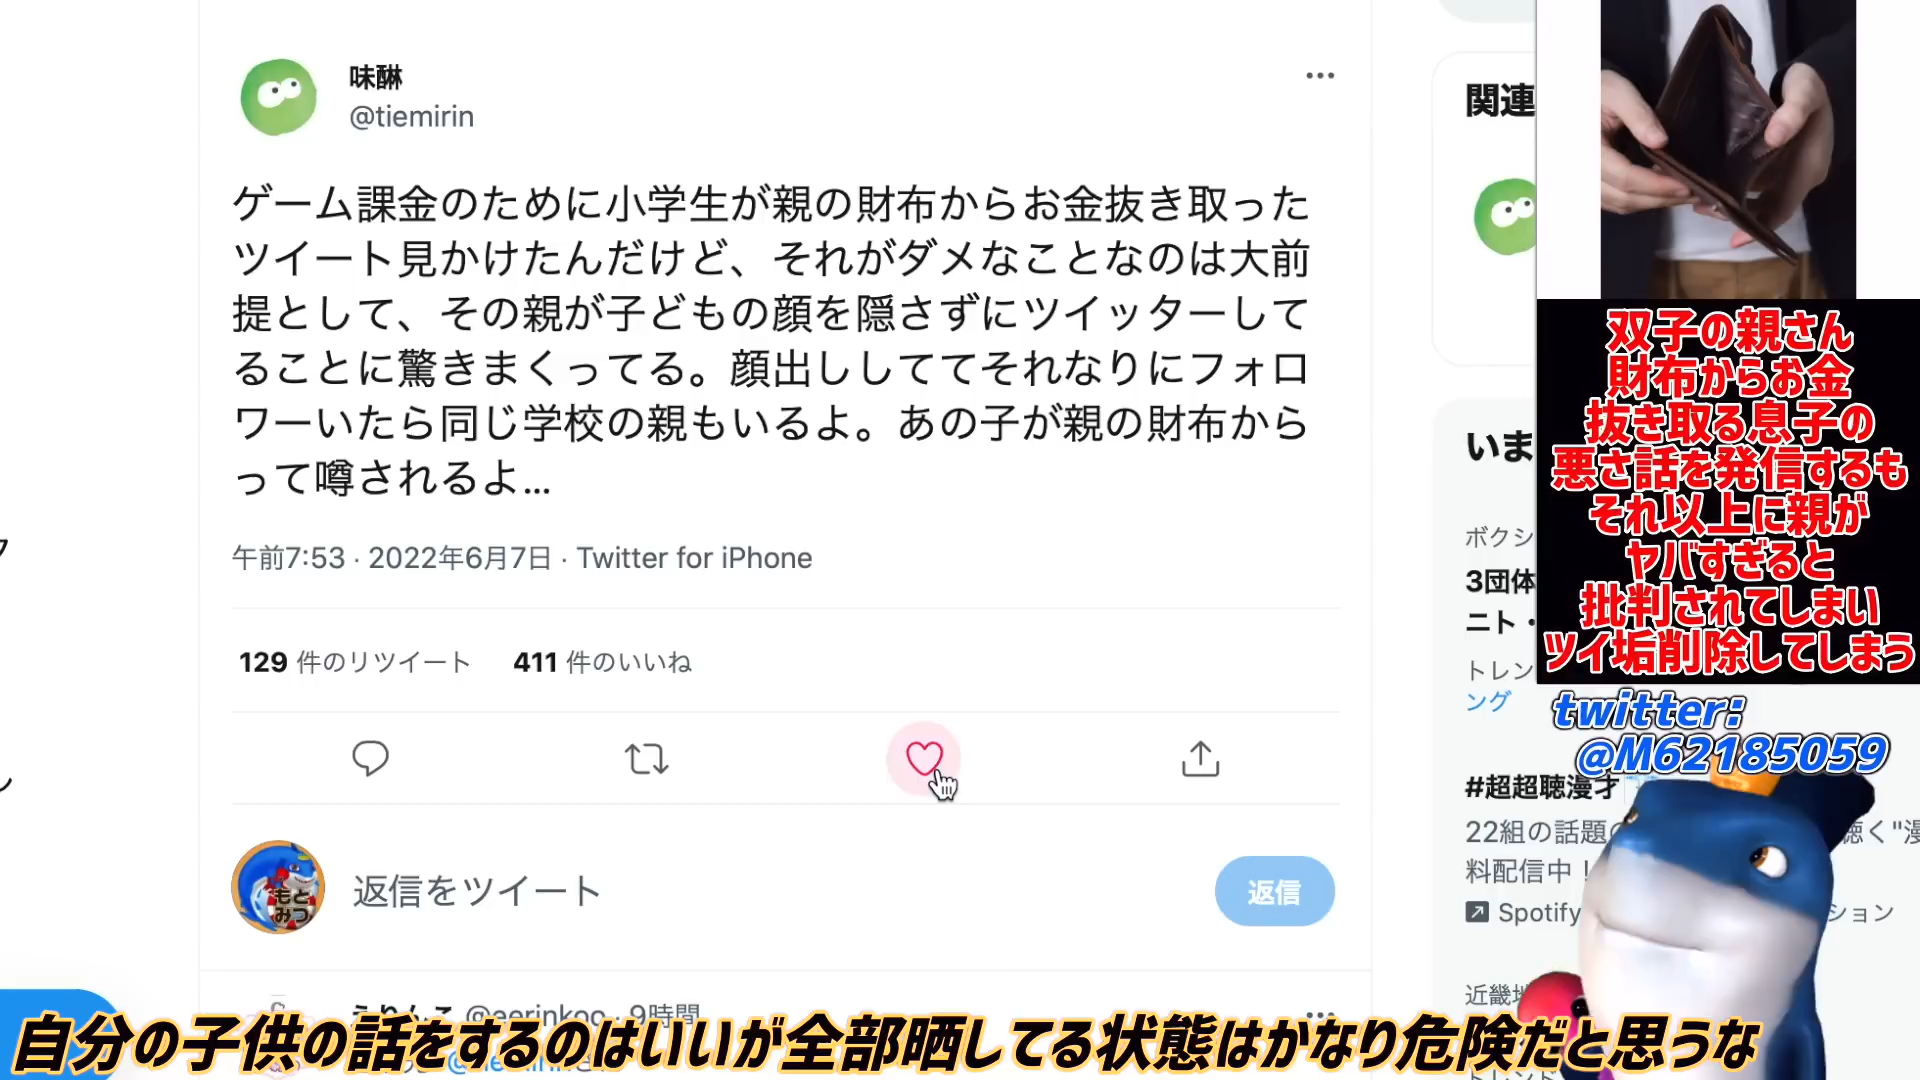 味醂
@tiemirin
ゲーム課金のために小学生が親の財布からお金抜き取った
ツイート見かけたんだけど、それがダメなことなのは大前
提として、その親が子どもの顔を隠さずにツイッターして
ることに驚きまくってる。顔出ししててそれなりにフォロ
ワーいたら同じ学校の親もいるよ。あの子が親の財布から
って噂されるよ...
午前7:53 · 2022年6月7日 · Twitter for iPhone
129 件のリツイート 411 件のいいね
もと
みつ
返信をツイート
返信
@eerinkoo · 9時間
関連
いま
ボクシ
3団体
ニト・
トレン
ング
#超超聴漫才
22組の話題
聴く"漫
料配信中！
Spotify
ション
近畿地
双子の親さん
財布からお金
抜き取る息子の
悪さ話を発信するも
それ以上に親が
ヤバすぎると
批判されてしまい
ツイ垢削除してしまう
twitter:
@M62185059
自分の子供の話をするのはいいが全部晒してる状態はかなり危険だと思うな